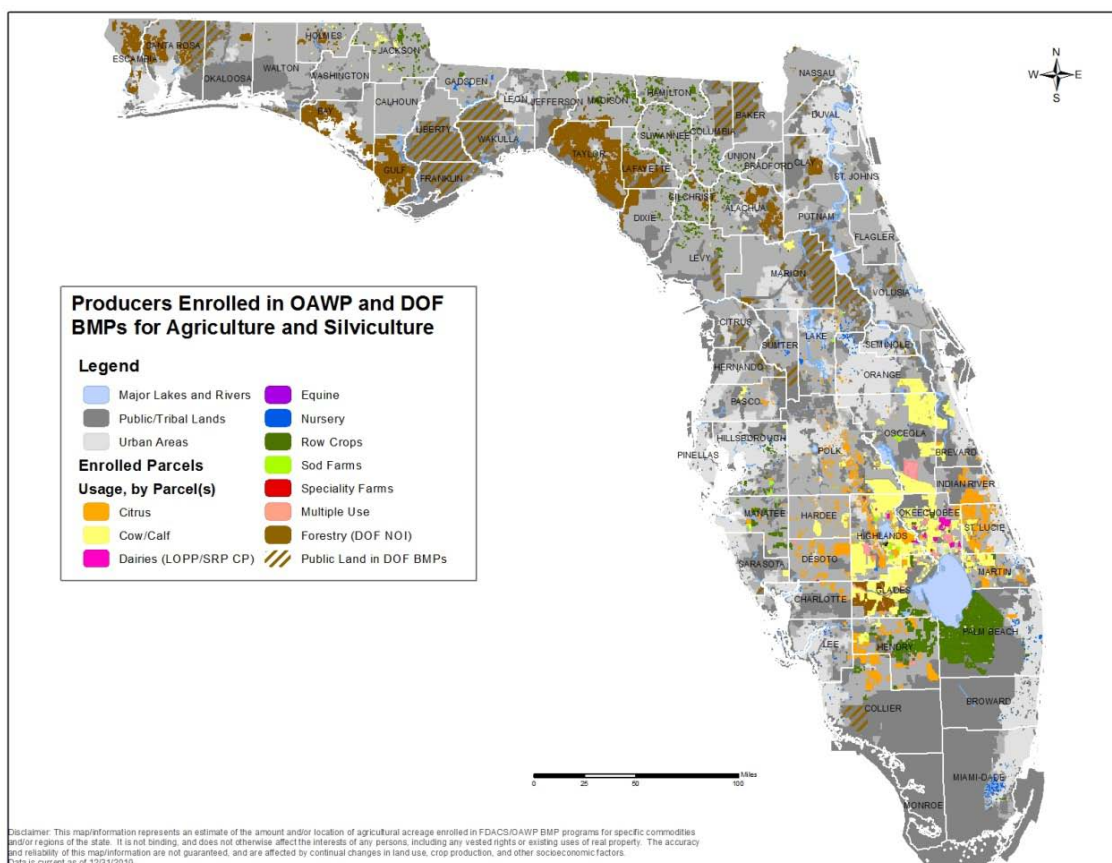 ESCAMBIA
SANTA ROSA
OKALOOSA
WALTON
HOLMES
WASHINGTON
JACKSON
BAY
CALHOUN
GULF
GADSDEN
LIBERTY
FRANKLIN
LEON
WAKULLA
JEFFERSON
MADISON
TAYLOR
HAMILTON
SUWANNEE
LAFAYETTE
DIXIE
COLUMBIA
GILCHRIST
LEVY
BAKER
UNION
BRADFORD
ALACHUA
NASSAU
DUVAL
CLAY
ST. JOHNS
PUTNAM
FLAGLER
MARION
VOLUSIA
N
W E
S
Producers Enrolled in OAWP and DOF
BMPs for Agriculture and Silviculture
Legend
Major Lakes and Rivers
Public/Tribal Lands
Urban Areas
Enrolled Parcels
Usage, by Parcel(s)
Citrus
Cow/Calf
Dairies (LOPP/SRP CP)
Equine
Nursery
Row Crops
Sod Farms
Speciality Farms
Multiple Use
Forestry (DOF NOI)
Public Land in DOF BMPs
CITRUS
SUMTER
LAKE
SEMINOLE
HERNANDO
ORANGE
PASCO
HILLSBOROUGH
PINELLAS
POLK
OSCEOLA
BREVARD
INDIAN RIVER
MANATEE
HARDEE
HIGHLANDS
OKEECHOBEE
ST. LUCIE
SARASOTA
DESOTO
MARTIN
CHARLOTTE
GLADES
LEE
HENDRY
PALM BEACH
COLLIER
BROWARD
MONROE
MIAMI-DADE
Miles
0 25 50 100
Disclaimer: This map/information represents an estimate of the amount and/or location of agricultural acreage enrolled in FDACS/OAWP BMP programs for specific commodities
and/or regions of the state. It is not binding, and does not otherwise affect the interests of any persons, including any vested rights or existing uses of real property. The accuracy
and reliability of this map/information are not guaranteed, and are affected by continual changes in land use, crop production, and other socioeconomic factors.
Data is current as of 12/31/2010